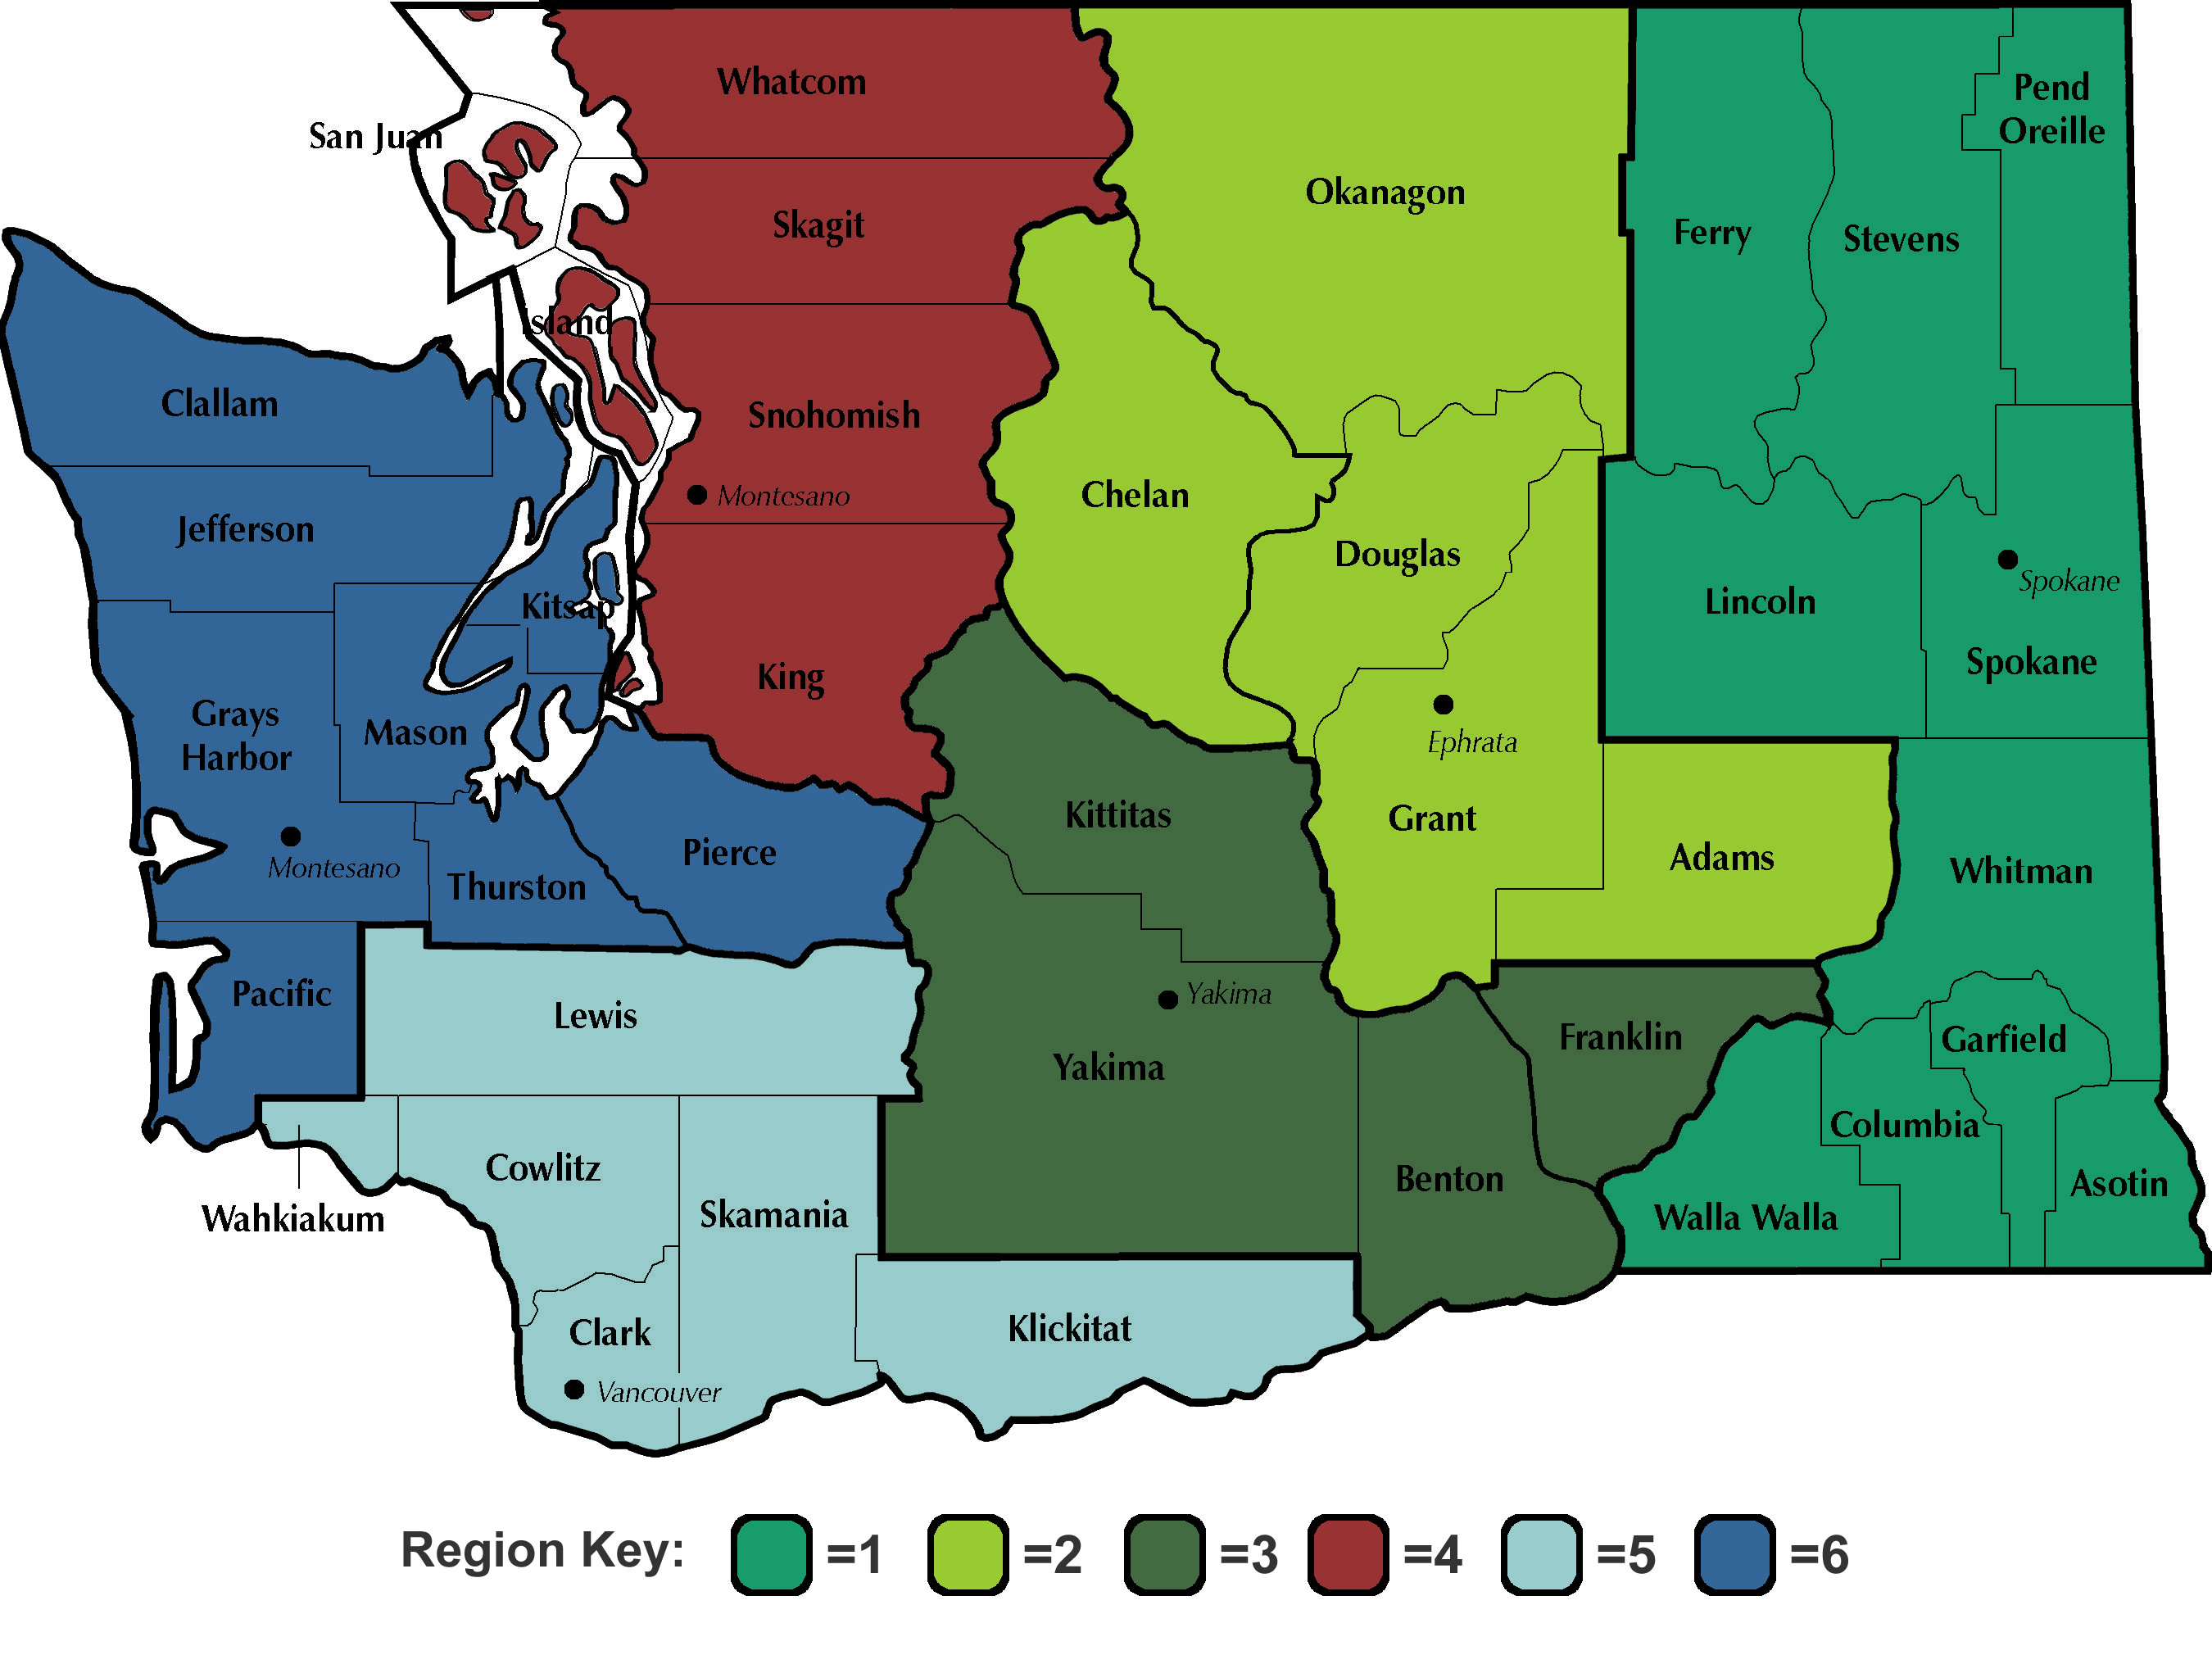 Whatcom
Pend
Oreille
San Juan
Okanagon
Skagit
Ferry
Stevens
Island
Clallam
Snohomish
Chelan
Montesano
Jefferson
Douglas
Spokane
Lincoln
Kitsap
Spokane
King
Grays
Harbor
Mason
Ephrata
Kittitas
Grant
Montesano
Pierce
Adams
Whitman
Thurston
Pacific
Yakima
Lewis
Franklin
Garfield
Yakima
Columbia
Cowlitz
Benton
Asotin
Wahkiakum
Skamania
Walla Walla
Clark
Klickitat
Vancouver
Region Key: =1 =2 =3 =4 =5 =6